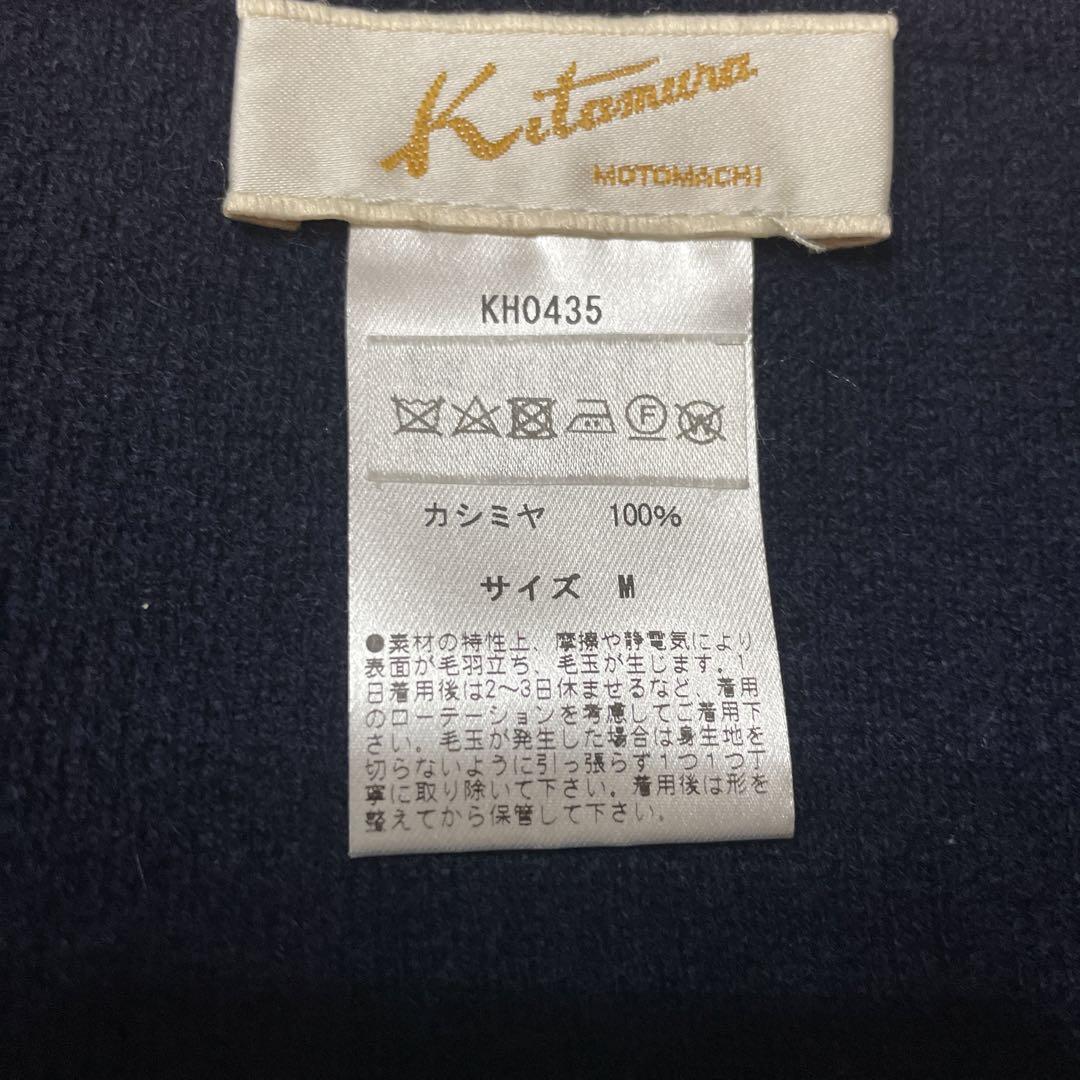 Kitamura
MOTOMACHI
KH0435
F
W
カシミヤ 100%
サイズ M
●素材の特性上、摩擦や静電気により
表面が毛羽立ち、毛玉が生じます。1
日着用後は2〜3日休ませるなど、着用
のローテーションを考慮してご着用下
さい。毛玉が発生した場合は身生地を
切らないように引っ張らず1つ1つ丁
寧に取り除いて下さい。着用後は形を
整えてから保管して下さい。